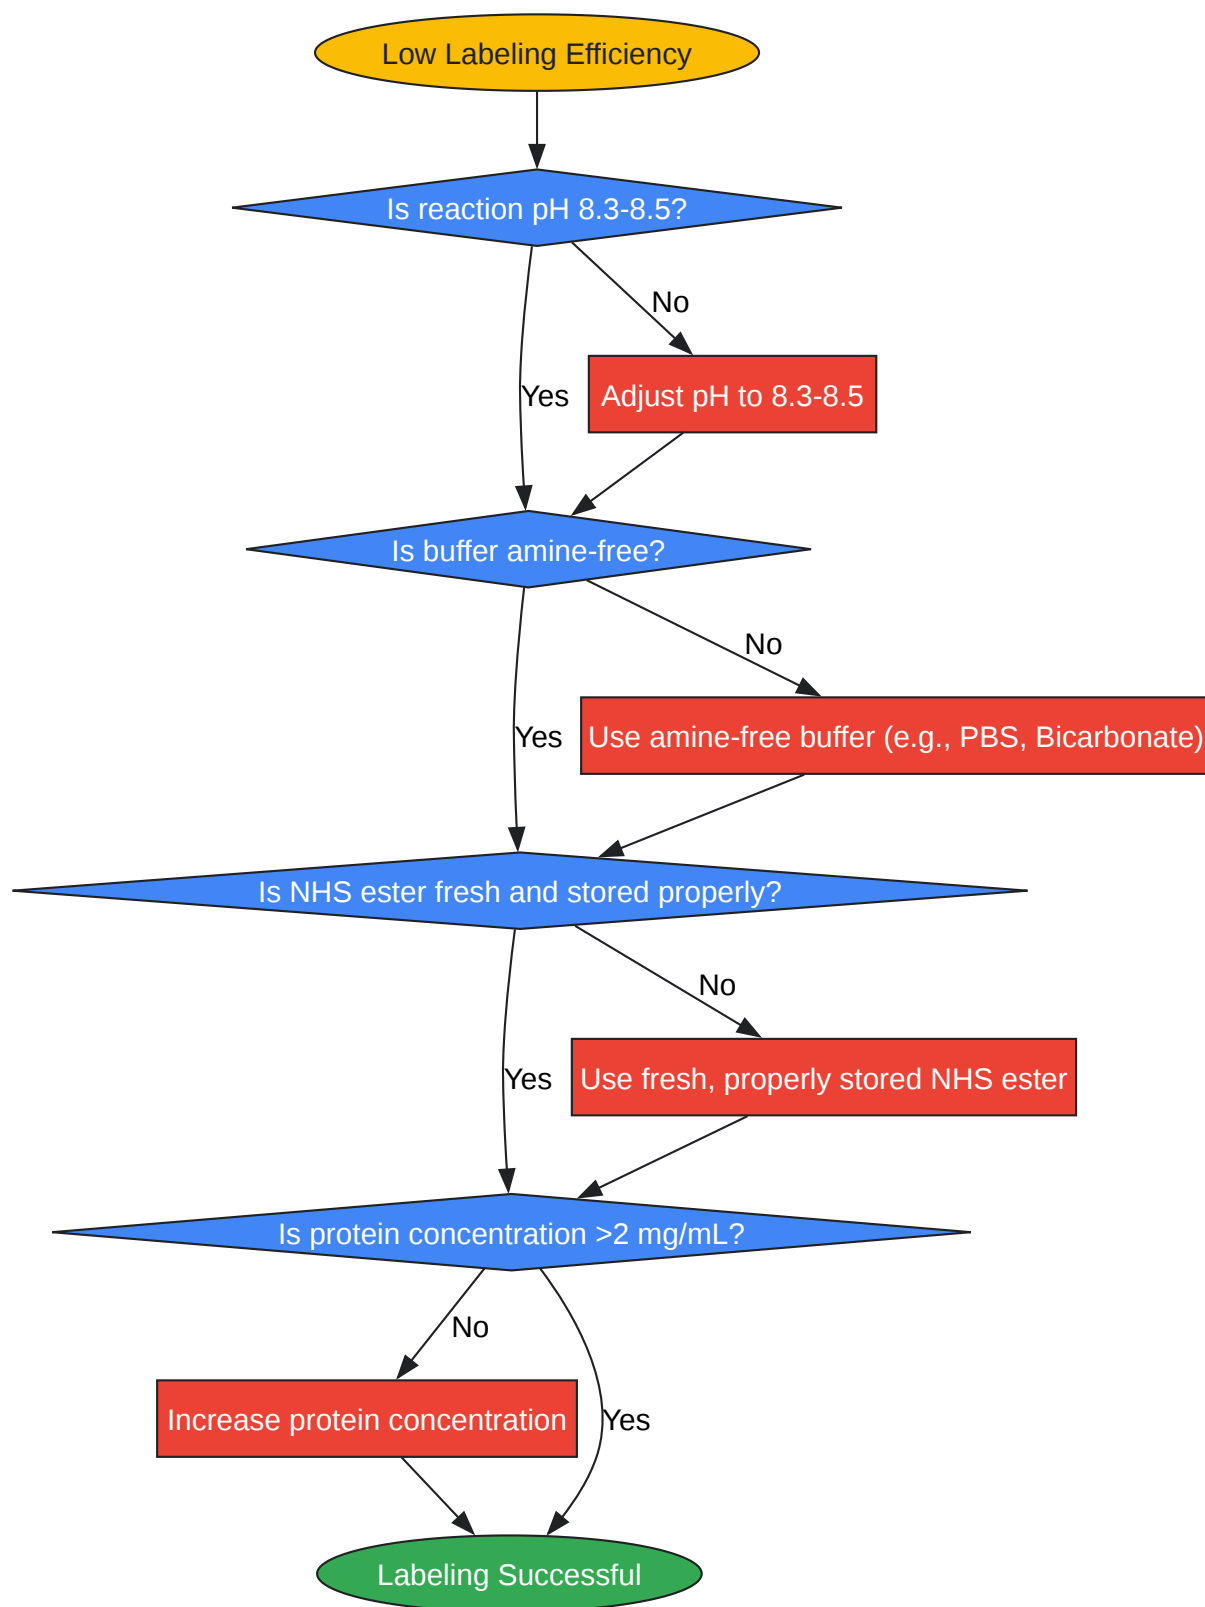 Low Labeling Efficiency
Is reaction pH 8.3-8.5?
No
Yes
Adjust pH to 8.3-8.5
Is buffer amine-free?
No
Yes
Use amine-free buffer (e.g., PBS, Bicarbonate)
Is NHS ester fresh and stored properly?
No
Yes
Use fresh, properly stored NHS ester
Is protein concentration >2 mg/mL?
No
Increase protein concentration
Yes
Labeling Successful